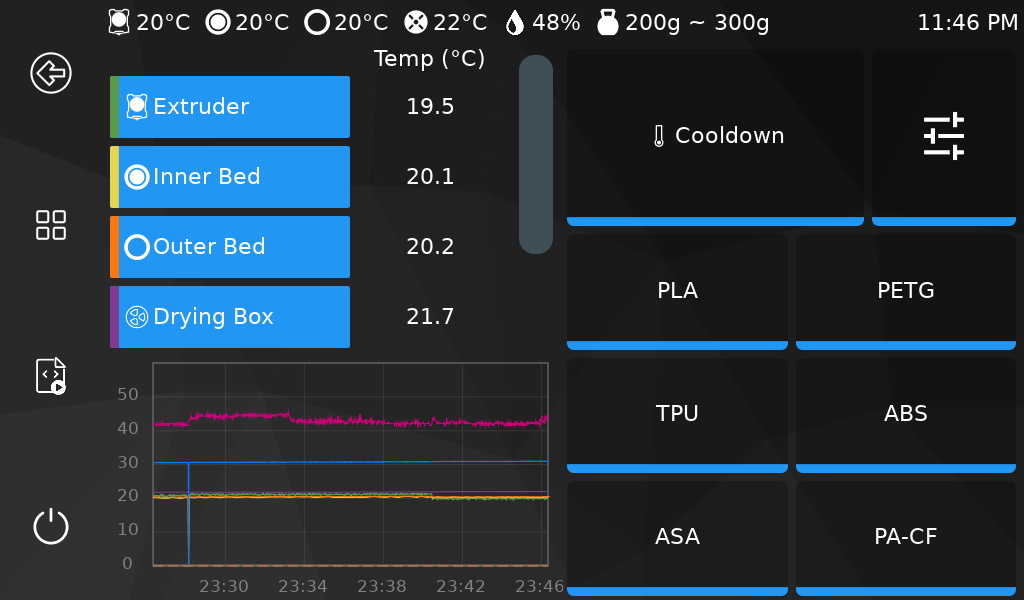 20°C 20°C 20°C 22°C 48% 200g ~ 300g 11:46 PM
Temp (°C)
Extruder 19.5
Inner Bed 20.1
Outer Bed 20.2
Drying Box 21.7
50
40
30
20
10
0
23:30 23:34 23:38 23:42 23:46
Cooldown
PLA PETG
TPU ABS
ASA PA-CF